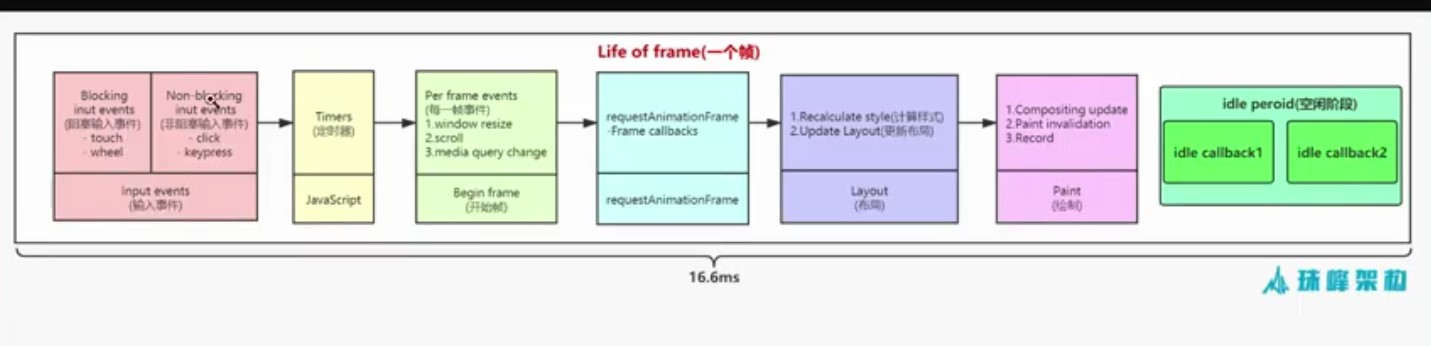 Life of frame(一个帧)
Blocking
inut events
(阻塞输入事件)
· touch
· wheel
Non-blocking
inut events
(非阻塞输入事件)
· click
· keypress
Input events
(输入事件)
Timers
(定时器)
JavaScript
Per frame events
(每一帧事件)
1.window resize
2.scroll
3.media query change
Begin frame
(开始帧)
requestAnimationFrame
·Frame callbacks
requestAnimationFrame
1.Recalculate style(计算样式)
2.Update Layout(更新布局)
Layout
(布局)
1.Compositing update
2.Paint invalidation
3.Record
Paint
(绘制)
idle peroid(空闲阶段)
idle callback1
idle callback2
16.6ms
珠峰架构